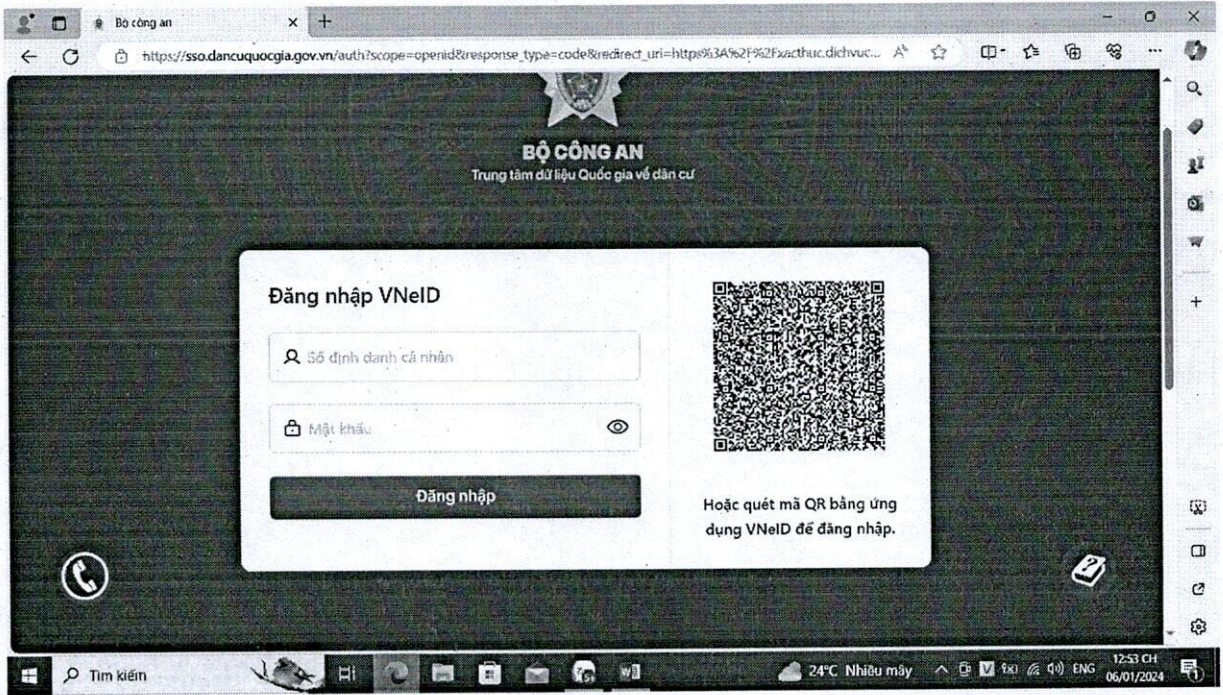 Bộ công an
https://sso.dancuquocgia.gov.vn/auth?scope=openid&response_type=code&redirect_uri=https%3A%2F%2Fxacthuc.dichvuc...
BỘ CÔNG AN
Trung tâm dữ liệu Quốc gia về dân cư
Đăng nhập VNeID
Số định danh cá nhân
Mật khẩu
Đăng nhập
Hoặc quét mã QR bằng ứng
dụng VNeID để đăng nhập.
Tìm kiếm
24°C Nhiều mây
ENG
12:53 CH
06/01/2024